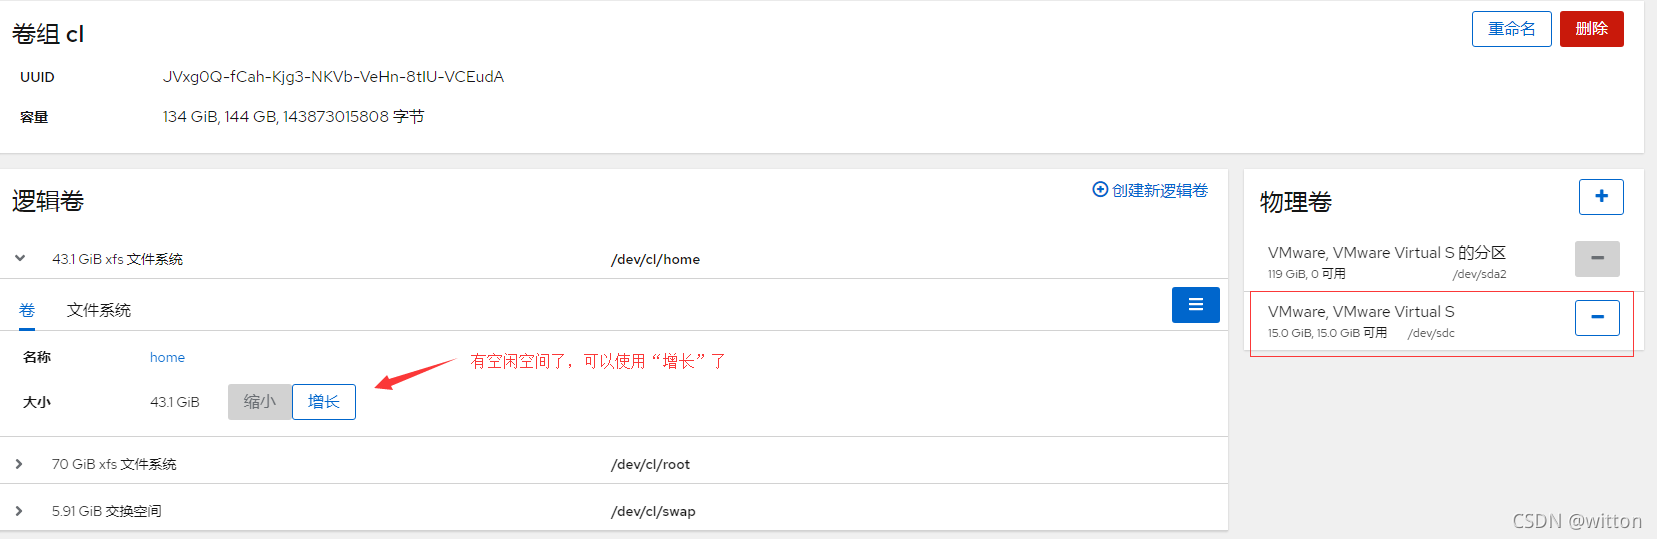 卷组 cl
重命名
删除
UUID
JVxg0Q-fCah-Kjg3-NKVb-VeHn-8tIU-VCEudA
容量
134 GiB, 144 GB, 143873015808 字节
逻辑卷
创建新逻辑卷
43.1 GiB xfs 文件系统
/dev/cl/home
卷
文件系统
名称
home
有空闲空间了，可以使用“增长”了
大小
43.1 GiB
缩小
增长
70 GiB xfs 文件系统
/dev/cl/root
5.91 GiB 交换空间
/dev/cl/swap
物理卷
VMware, VMware Virtual S 的分区
119 GiB, 0 可用
/dev/sda2
VMware, VMware Virtual S
15.0 GiB, 15.0 GiB 可用
/dev/sdc
CSDN @witton